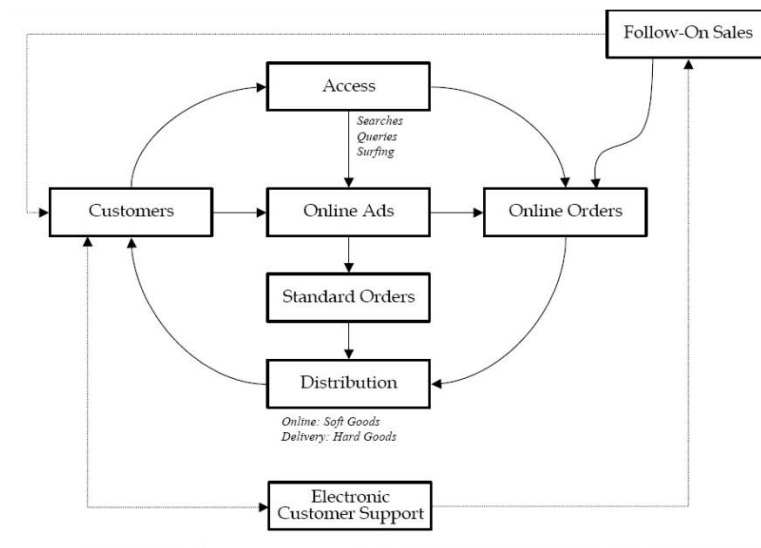 Follow-On Sales
Access
Searches
Queries
Surfing
Customers
Online Ads
Online Orders
Standard Orders
Distribution
Online: Soft Goods
Delivery: Hard Goods
Electronic
Customer Support